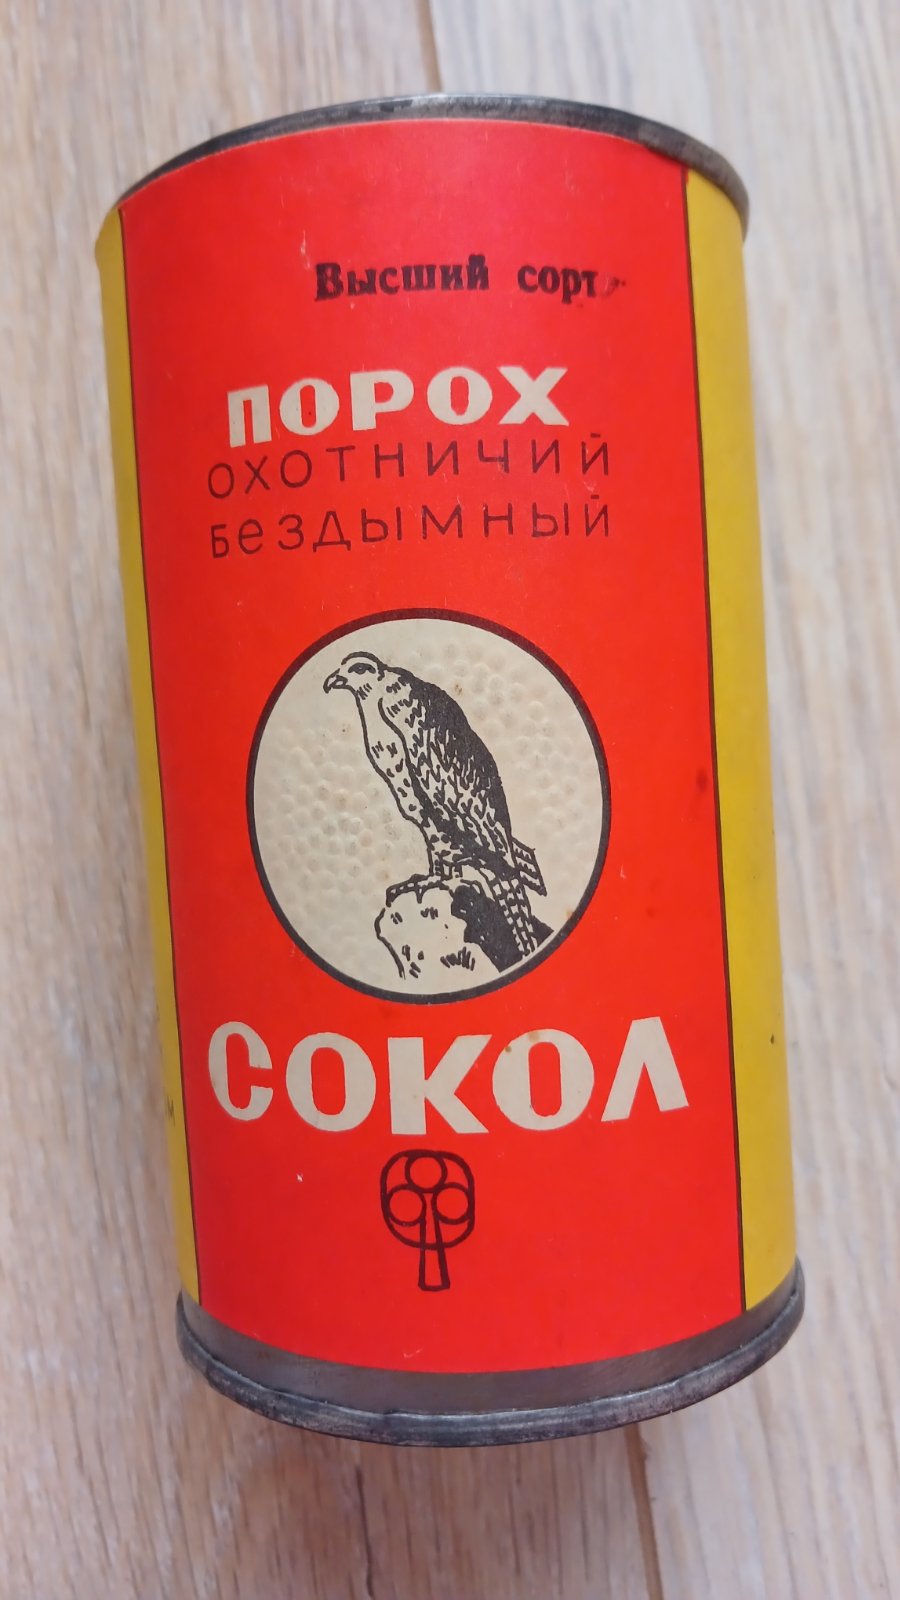 Высший сорт
ПОРОХ
охотничий
бездымный
СОКОЛ